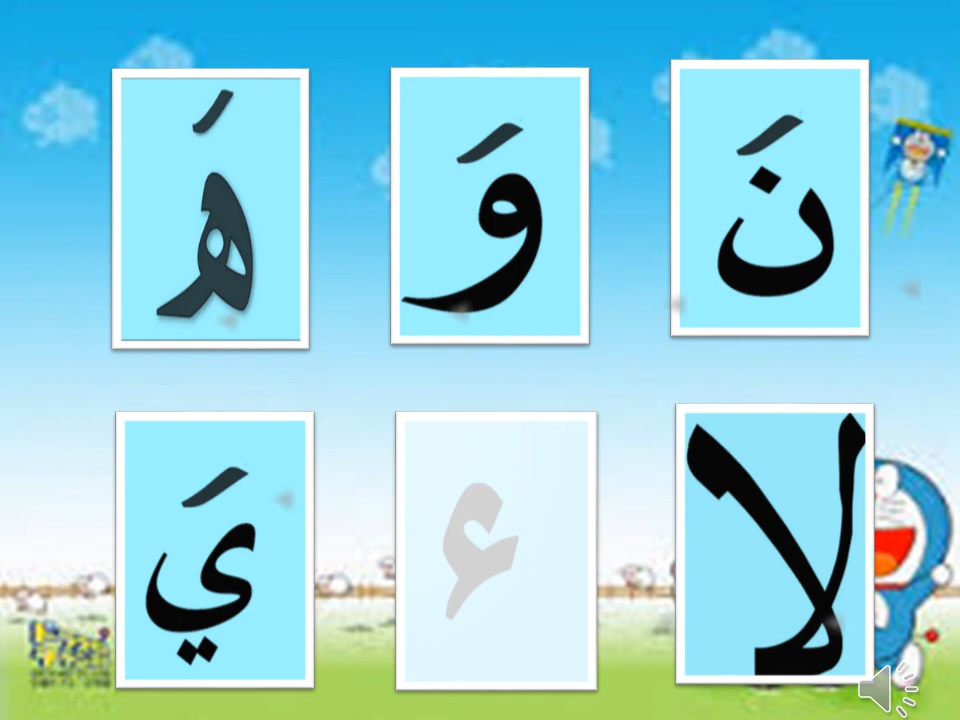 نَ وَ هَ
لا ء يَ